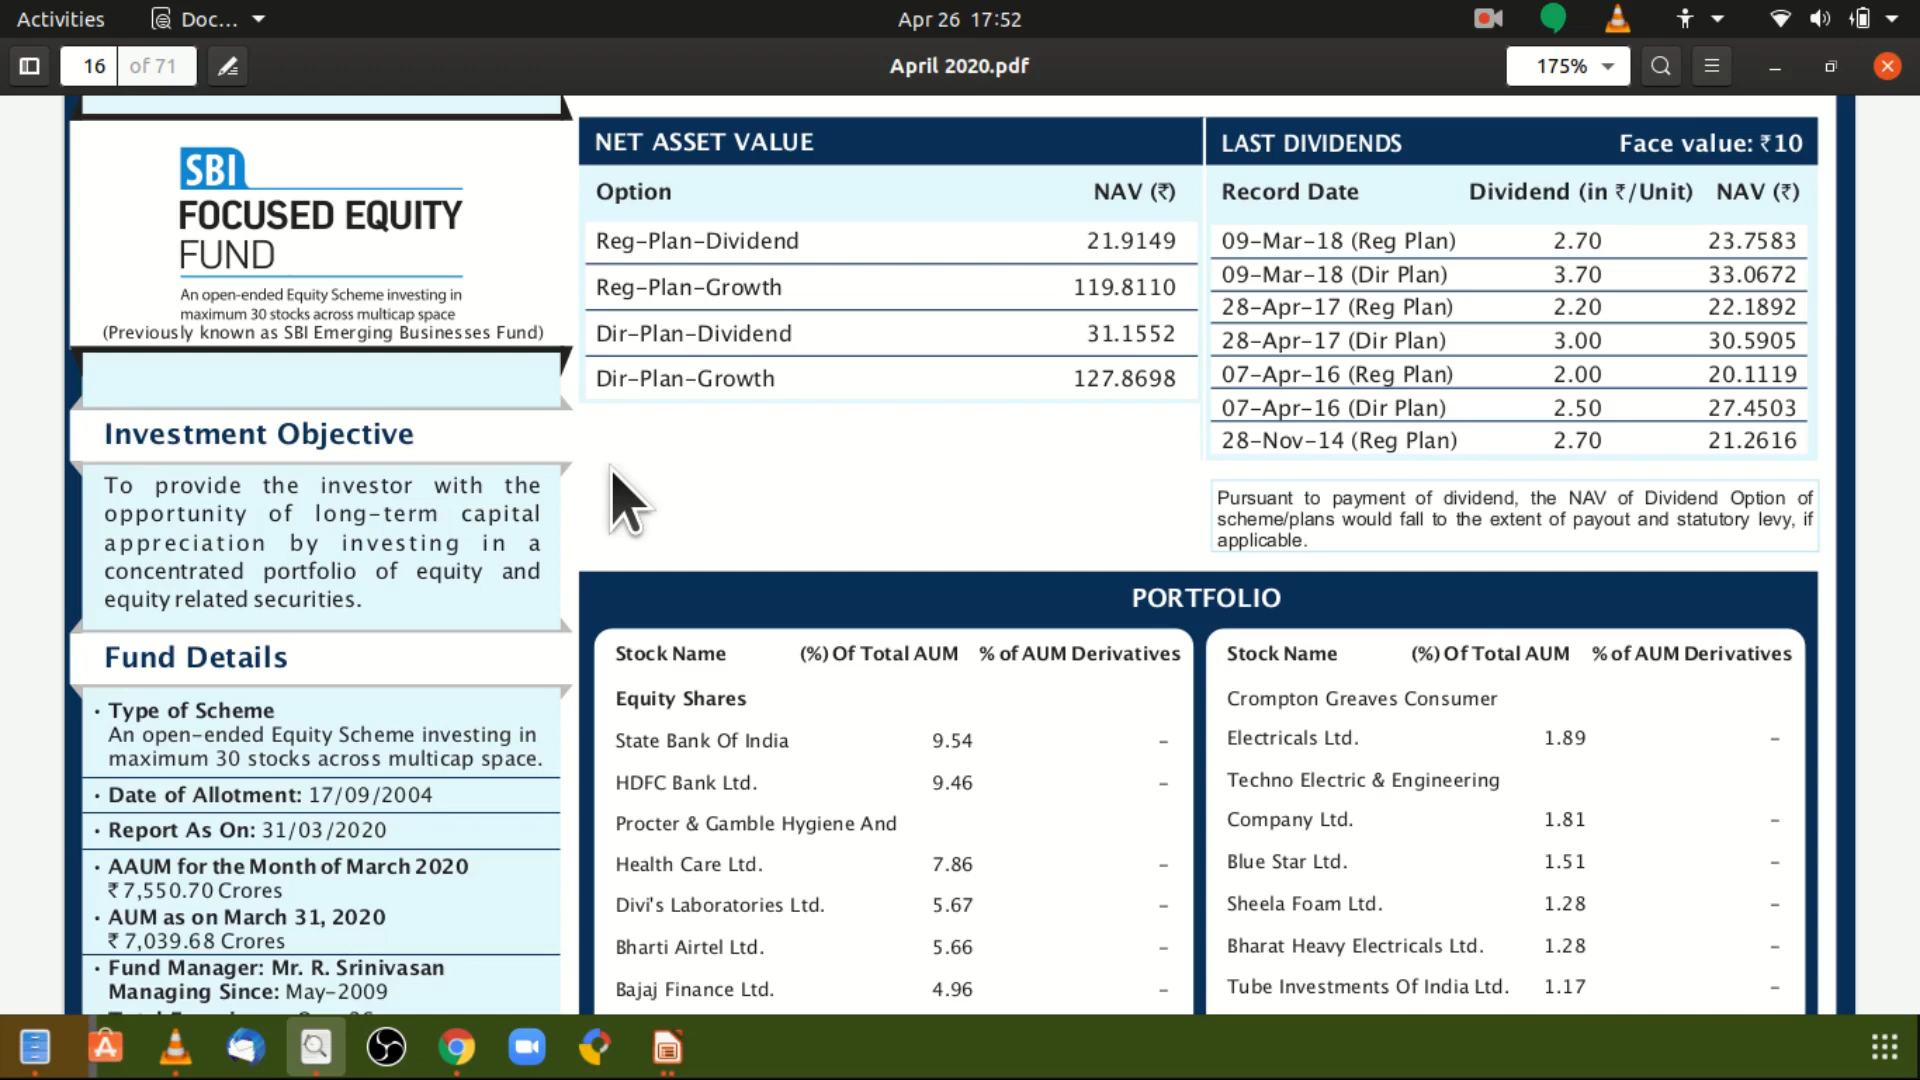 Activities
Doc...
Apr 26 17:52
16 of 71
April 2020.pdf
175%
SBI
FOCUSED EQUITY
FUND
An open-ended Equity Scheme investing in
maximum 30 stocks across multicap space
(Previously known as SBI Emerging Businesses Fund)
Investment Objective
To provide the investor with the
opportunity of long-term capital
appreciation by investing in a
concentrated portfolio of equity and
equity related securities.
Fund Details
· Type of Scheme
An open-ended Equity Scheme investing in
maximum 30 stocks across multicap space.
· Date of Allotment: 17/09/2004
· Report As On: 31/03/2020
· AAUM for the Month of March 2020
₹ 7,550.70 Crores
· AUM as on March 31, 2020
₹ 7,039.68 Crores
· Fund Manager: Mr. R. Srinivasan
Managing Since: May-2009
NET ASSET VALUE
Option NAV (₹)
Reg-Plan-Dividend 21.9149
Reg-Plan-Growth 119.8110
Dir-Plan-Dividend 31.1552
Dir-Plan-Growth 127.8698
LAST DIVIDENDS Face value: ₹10
Record Date Dividend (in ₹/Unit) NAV (₹)
09-Mar-18 (Reg Plan) 2.70 23.7583
09-Mar-18 (Dir Plan) 3.70 33.0672
28-Apr-17 (Reg Plan) 2.20 22.1892
28-Apr-17 (Dir Plan) 3.00 30.5905
07-Apr-16 (Reg Plan) 2.00 20.1119
07-Apr-16 (Dir Plan) 2.50 27.4503
28-Nov-14 (Reg Plan) 2.70 21.2616
Pursuant to payment of dividend, the NAV of Dividend Option of
scheme/plans would fall to the extent of payout and statutory levy, if
applicable.
PORTFOLIO
Stock Name (%) Of Total AUM % of AUM Derivatives
Equity Shares
State Bank Of India 9.54 -
HDFC Bank Ltd. 9.46 -
Procter & Gamble Hygiene And
Health Care Ltd. 7.86 -
Divi's Laboratories Ltd. 5.67 -
Bharti Airtel Ltd. 5.66 -
Bajaj Finance Ltd. 4.96 -
Stock Name (%) Of Total AUM % of AUM Derivatives
Crompton Greaves Consumer
Electricals Ltd. 1.89 -
Techno Electric & Engineering
Company Ltd. 1.81 -
Blue Star Ltd. 1.51 -
Sheela Foam Ltd. 1.28 -
Bharat Heavy Electricals Ltd. 1.28 -
Tube Investments Of India Ltd. 1.17 -